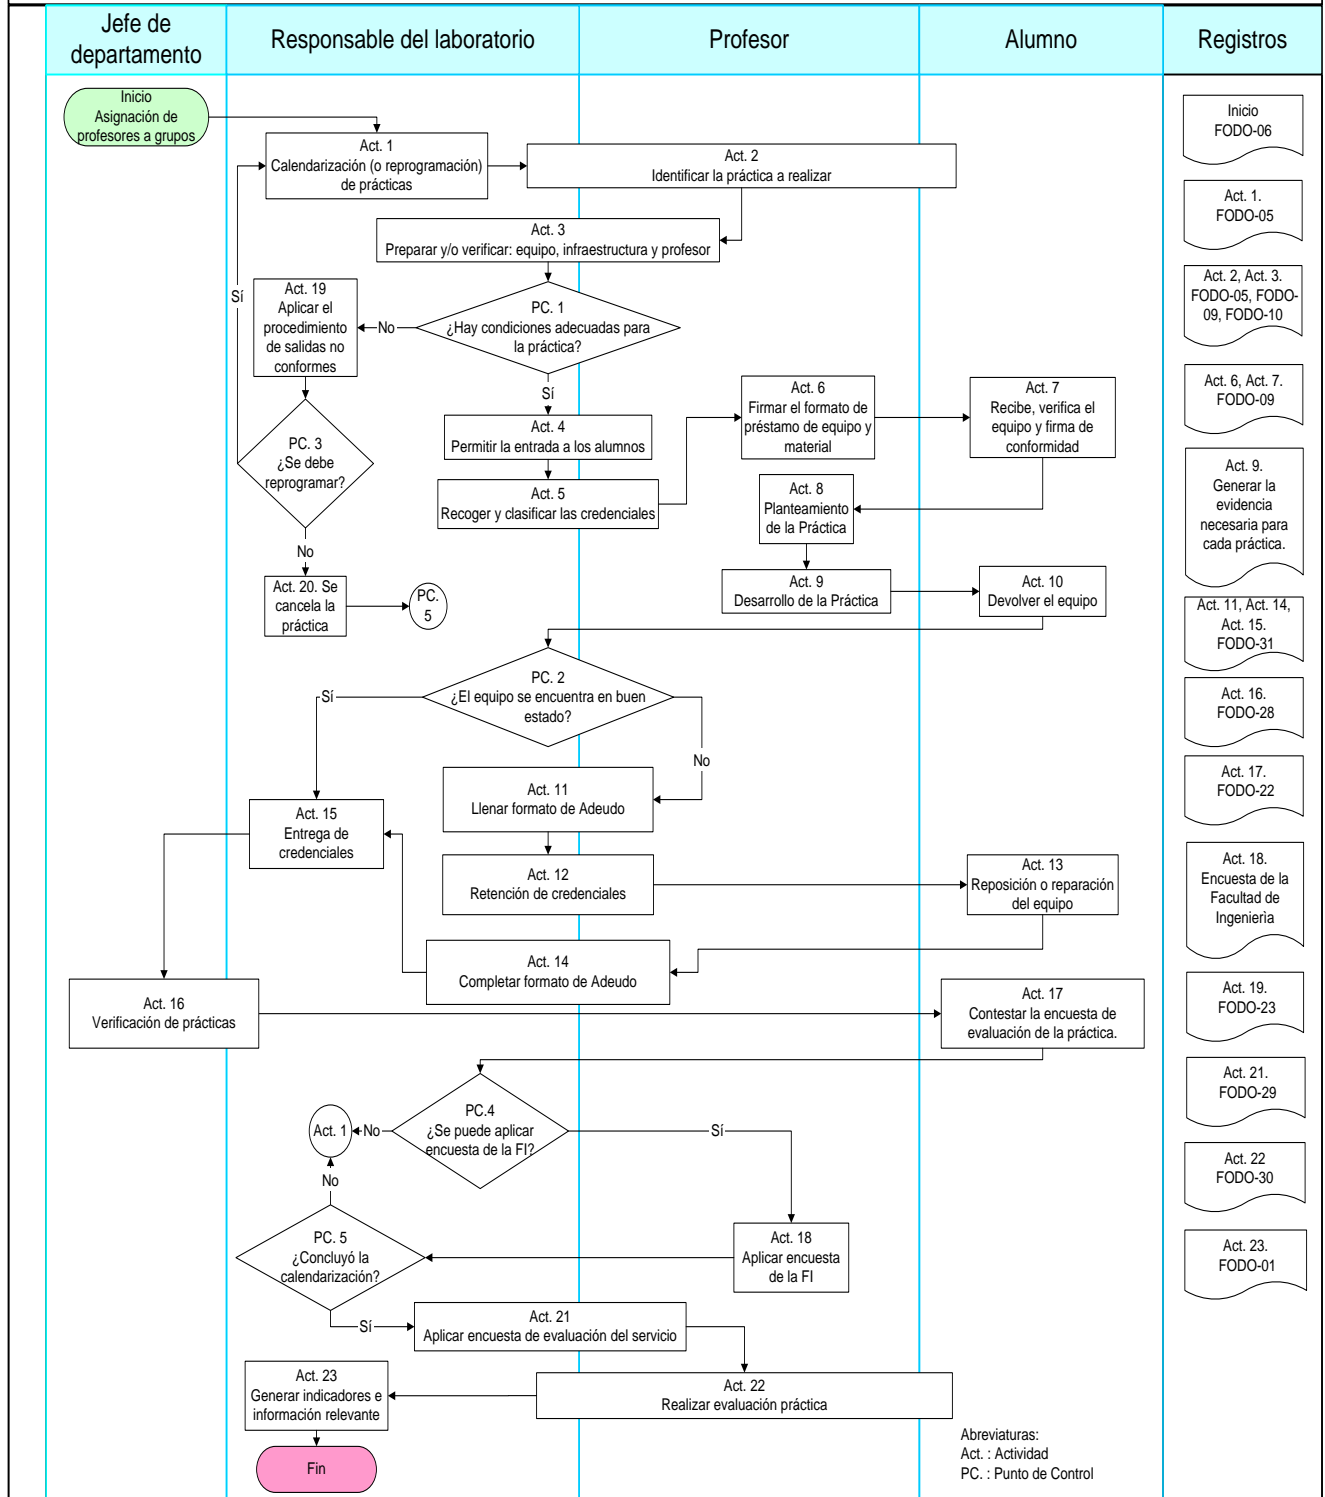 Jefe de
departamento
Responsable del laboratorio
Profesor
Alumno
Registros
Inicio
Asignación de
profesores a grupos
Act. 1
Calendarización (o reprogramación)
de prácticas
Act. 2
Identificar la práctica a realizar
Act. 3
Preparar y/o verificar: equipo, infraestructura y profesor
PC. 1
¿Hay condiciones adecuadas para
la práctica?
No
Sí
Act. 19
Aplicar el
procedimiento
de salidas no
conformes
Sí
PC. 3
¿Se debe
reprogramar?
No
Act. 20. Se
cancela la
práctica
PC.
5
Act. 4
Permitir la entrada a los alumnos
Act. 5
Recoger y clasificar las credenciales
Act. 6
Firmar el formato de
préstamo de equipo y
material
Act. 7
Recibe, verifica el
equipo y firma de
conformidad
Act. 8
Planteamiento
de la Práctica
Act. 9
Desarrollo de la Práctica
Act. 10
Devolver el equipo
PC. 2
¿El equipo se encuentra en buen
estado?
Sí
No
Act. 11
Llenar formato de Adeudo
Act. 15
Entrega de
credenciales
Act. 12
Retención de credenciales
Act. 13
Reposición o reparación
del equipo
Act. 14
Completar formato de Adeudo
Act. 16
Verificación de prácticas
Act. 17
Contestar la encuesta de
evaluación de la práctica.
PC.4
¿Se puede aplicar
encuesta de la FI?
No
Sí
Act. 1
No
PC. 5
¿Concluyó la
calendarización?
Act. 18
Aplicar encuesta
de la FI
Sí
Act. 21
Aplicar encuesta de evaluación del servicio
Act. 22
Realizar evaluación práctica
Act. 23
Generar indicadores e
información relevante
Fin
Abreviaturas:
Act. : Actividad
PC. : Punto de Control
Inicio
FODO-06
Act. 1.
FODO-05
Act. 2, Act. 3.
FODO-05, FODO-
09, FODO-10
Act. 6, Act. 7.
FODO-09
Act. 9.
Generar la
evidencia
necesaria para
cada práctica.
Act. 11, Act. 14,
Act. 15.
FODO-31
Act. 16.
FODO-28
Act. 17.
FODO-22
Act. 18.
Encuesta de la
Facultad de
Ingenierìa
Act. 19.
FODO-23
Act. 21.
FODO-29
Act. 22
FODO-30
Act. 23.
FODO-01